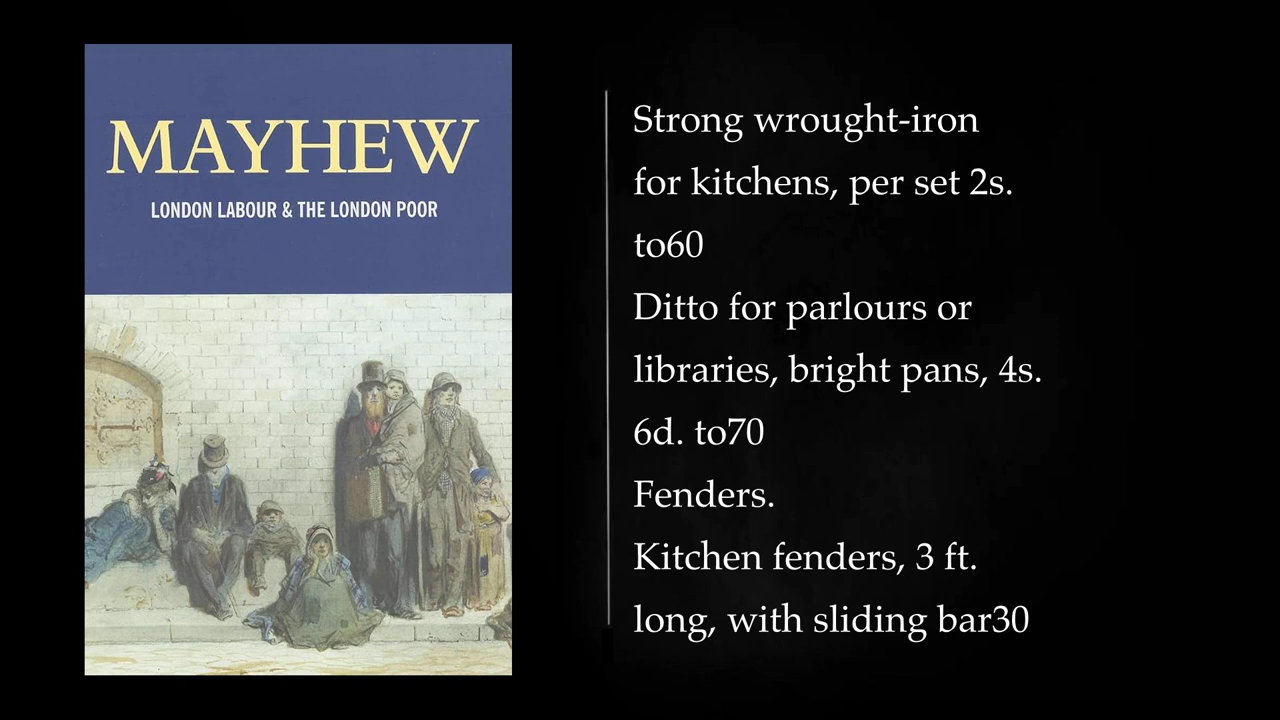 MAYHEW
LONDON LABOUR & THE LONDON POOR
Strong wrought-iron
for kitchens, per set 2s.
to60
Ditto for parlours or
libraries, bright pans, 4s.
6d. to70
Fenders.
Kitchen fenders, 3 ft.
long, with sliding bar30